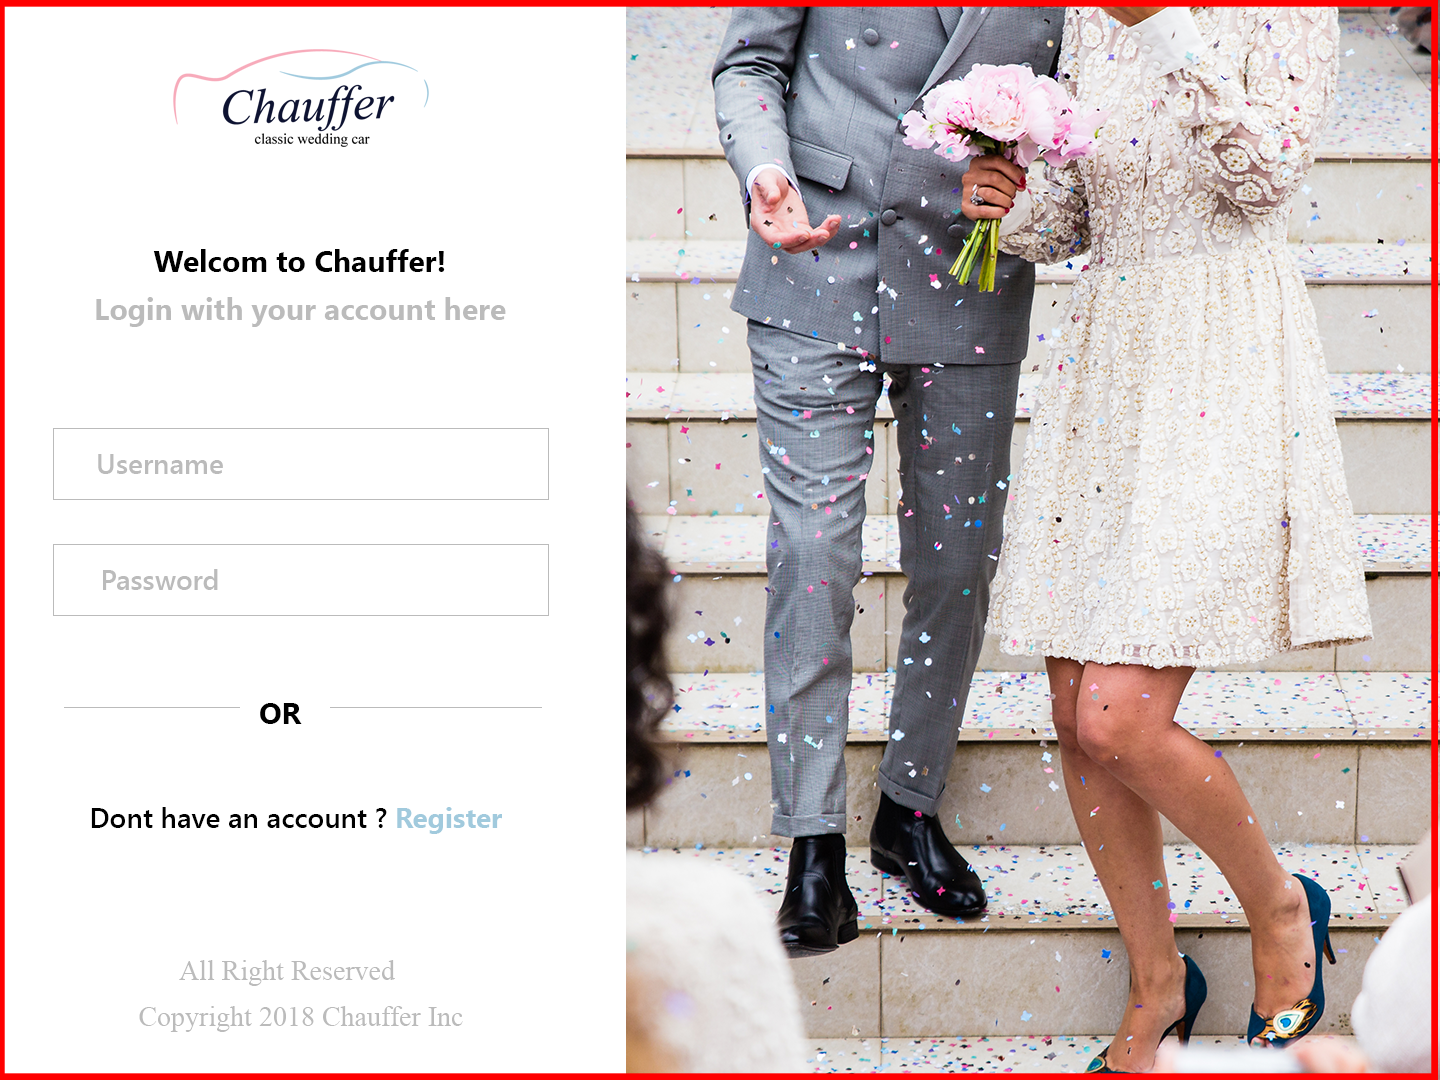 Chauffer
classic wedding car
Welcom to Chauffer!
Login with your account here
Username
Password
OR
Dont have an account ? Register
All Right Reserved
Copyright 2018 Chauffer Inc